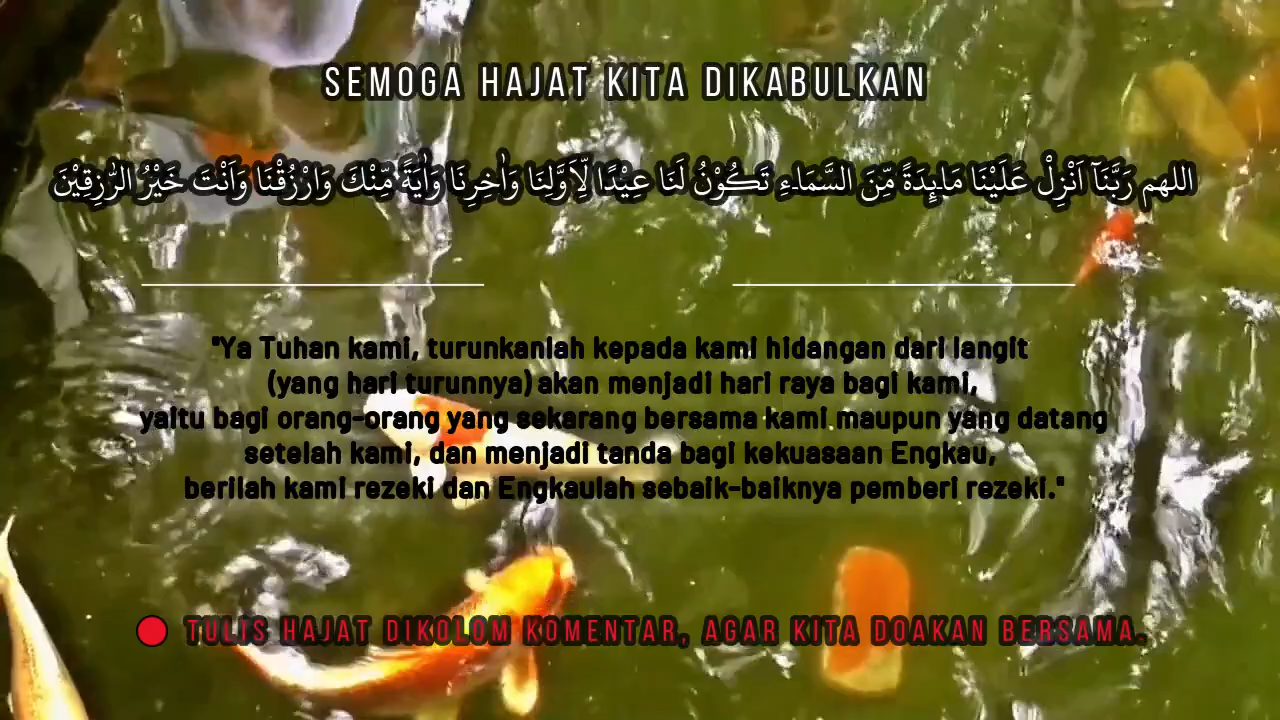 SEMOGA HAJAT KITA DIKABULKAN
اللهم رَبَّنَآ اَنْزِلْ عَلَيْنَا مَاۤىِٕدَةً مِّنَ السَّمَاۤءِ تَكُوْنُ لَنَا عِيْدًا لِّاَوَّلِنَا وَاٰخِرِنَا وَاٰيَةً مِّنْكَ وَارْزُقْنَا وَاَنْتَ خَيْرُ الرّٰزِقِيْنَ
"Ya Tuhan kami, turunkanlah kepada kami hidangan dari langit
(yang hari turunnya) akan menjadi hari raya bagi kami,
yaitu bagi orang-orang yang sekarang bersama kami maupun yang datang
setelah kami, dan menjadi tanda bagi kekuasaan Engkau,
berilah kami rezeki dan Engkaulah sebaik-baiknya pemberi rezeki."
TULIS HAJAT DIKOLOM KOMENTAR, AGAR KITA DOAKAN BERSAMA.